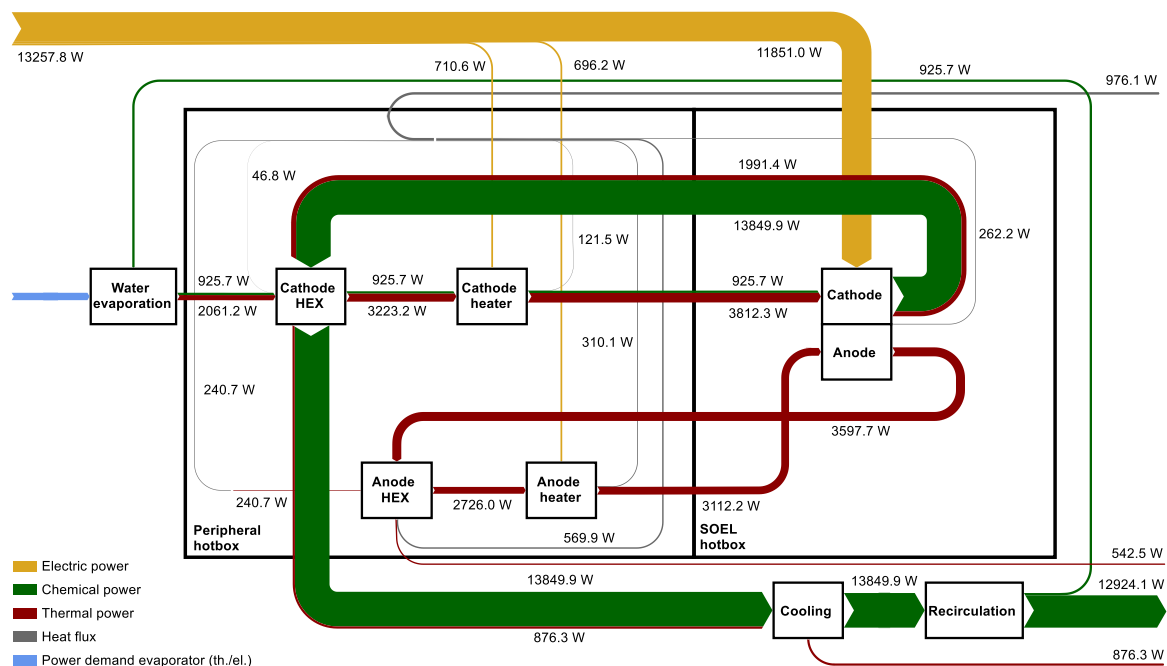 13257.8 W
710.6 W
696.2 W
11851.0 W
925.7 W
976.1 W
46.8 W
1991.4 W
13849.9 W
121.5 W
262.2 W
Water
evaporation
925.7 W
2061.2 W
Cathode
HEX
925.7 W
3223.2 W
Cathode
heater
925.7 W
3812.3 W
Cathode
Anode
310.1 W
240.7 W
3597.7 W
240.7 W
Anode
HEX
2726.0 W
Anode
heater
3112.2 W
569.9 W
Peripheral
hotbox
SOEL
hotbox
542.5 W
13849.9 W
876.3 W
Cooling
13849.9 W
Recirculation
12924.1 W
876.3 W
Electric power
Chemical power
Thermal power
Heat flux
Power demand evaporator (th./el.)